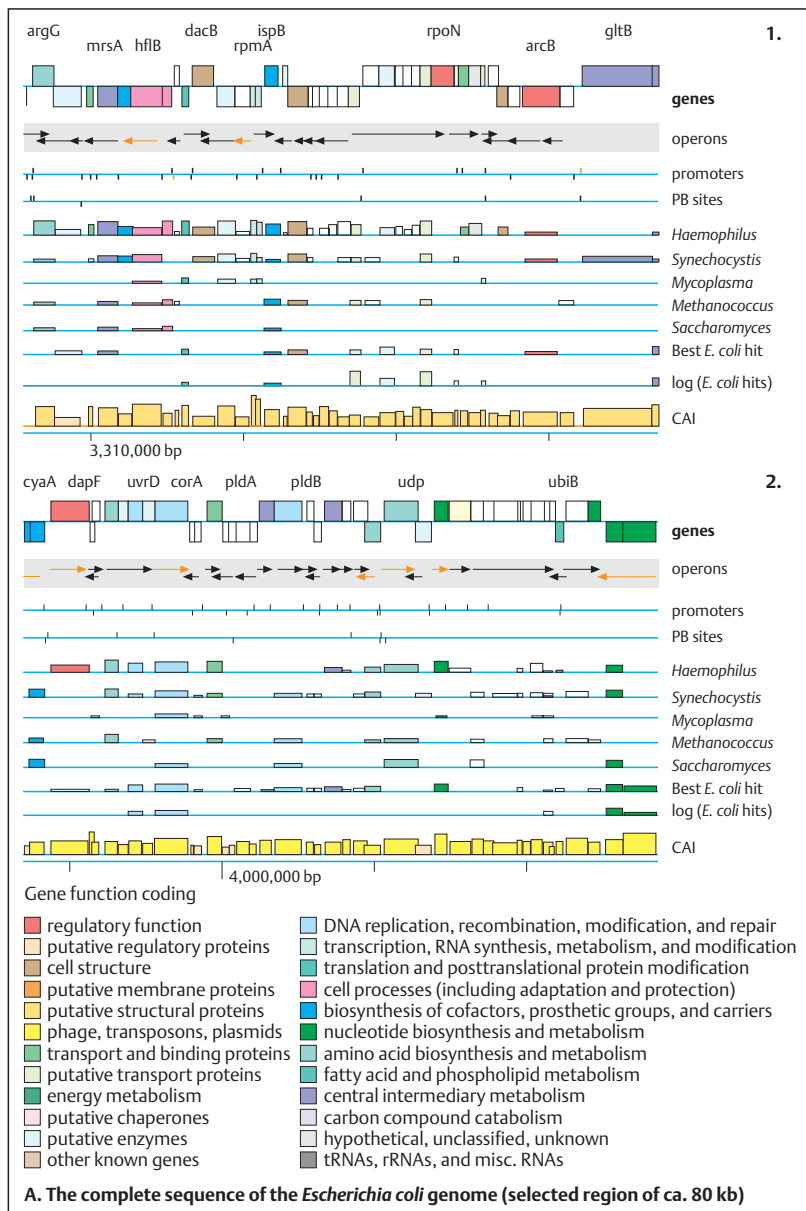 argG mrsA hflB dacB rpmA ispB rpoN arcB gltB 1.
genes
operons
promoters
PB sites
Haemophilus
Synechocystis
Mycoplasma
Methanococcus
Saccharomyces
Best E. coli hit
log (E. coli hits)
CAI
3,310,000 bp
cyaA dapF uvrD corA pldA pldB udp ubiB 2.
genes
operons
promoters
PB sites
Haemophilus
Synechocystis
Mycoplasma
Methanococcus
Saccharomyces
Best E. coli hit
log (E. coli hits)
CAI
4,000,000 bp
Gene function coding
regulatory function
putative regulatory proteins
cell structure
putative membrane proteins
putative structural proteins
phage, transposons, plasmids
transport and binding proteins
putative transport proteins
energy metabolism
putative chaperones
putative enzymes
other known genes
DNA replication, recombination, modification, and repair
transcription, RNA synthesis, metabolism, and modification
translation and posttranslational protein modification
cell processes (including adaptation and protection)
biosynthesis of cofactors, prosthetic groups, and carriers
nucleotide biosynthesis and metabolism
amino acid biosynthesis and metabolism
fatty acid and phospholipid metabolism
central intermediary metabolism
carbon compound catabolism
hypothetical, unclassified, unknown
tRNAs, rRNAs, and misc. RNAs
A. The complete sequence of the Escherichia coli genome (selected region of ca. 80 kb)